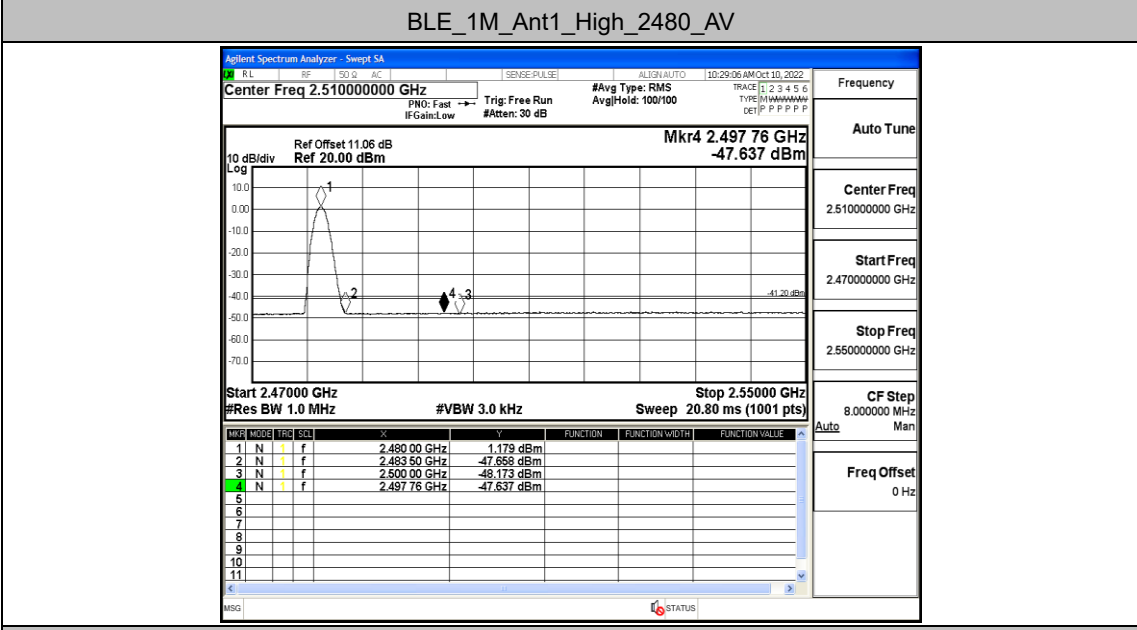 BLE_1M_Ant1_High_2480_AV
Agilent Spectrum Analyzer - Swept SA
RL RF 50 Ω AC SENSE:PULSE ALIGNAUTO 10:29:06 AM Oct 10, 2022
Center Freq 2.510000000 GHz #Avg Type: RMS TRACE 1 2 3 4 5 6
PNO: Fast Trig: Free Run Avg|Hold: 100/100 TYPE M WWWWW
IFGain:Low #Atten: 30 dB DET P P P P P P
Mkr4 2.497 76 GHz
Ref Offset 11.06 dB
10 dB/div Ref 20.00 dBm -47.637 dBm
Log
10.0
1
0.00
-10.0
-20.0
-30.0
-40.0 2 4 3 -41.20 dBm
-50.0
-60.0
-70.0
Start 2.47000 GHz Stop 2.55000 GHz
#Res BW 1.0 MHz #VBW 3.0 kHz Sweep 20.80 ms (1001 pts)
MKR MODE TRC SCL X Y FUNCTION FUNCTION WIDTH FUNCTION VALUE
1 N 1 f 2.480 00 GHz 1.179 dBm
2 N 1 f 2.483 50 GHz -47.658 dBm
3 N 1 f 2.500 00 GHz -48.173 dBm
4 N 1 f 2.497 76 GHz -47.637 dBm
5
6
7
8
9
10
11
MSG STATUS
Frequency
Auto Tune
Center Freq
2.510000000 GHz
Start Freq
2.470000000 GHz
Stop Freq
2.550000000 GHz
CF Step
8.000000 MHz
Auto Man
Freq Offset
0 Hz